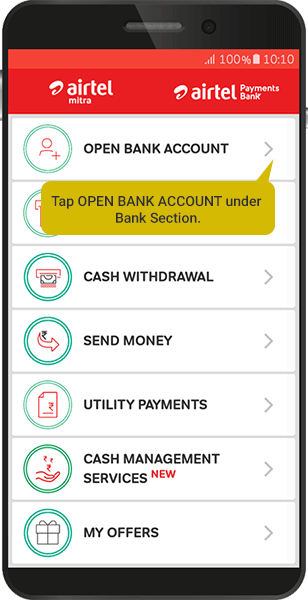 100% 10:10
airtel
mitra
airtel Payments
Bank
OPEN BANK ACCOUNT
Tap OPEN BANK ACCOUNT under
Bank Section.
CASH WITHDRAWAL
SEND MONEY
UTILITY PAYMENTS
CASH MANAGEMENT
SERVICES NEW
MY OFFERS